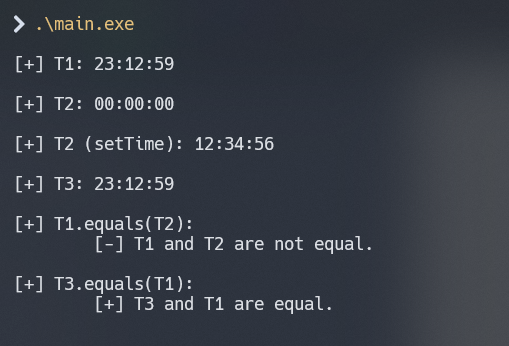 ❯ .\main.exe
[+] T1: 23:12:59
[+] T2: 00:00:00
[+] T2 (setTime): 12:34:56
[+] T3: 23:12:59
[+] T1.equals(T2):
[-] T1 and T2 are not equal.
[+] T3.equals(T1):
[+] T3 and T1 are equal.